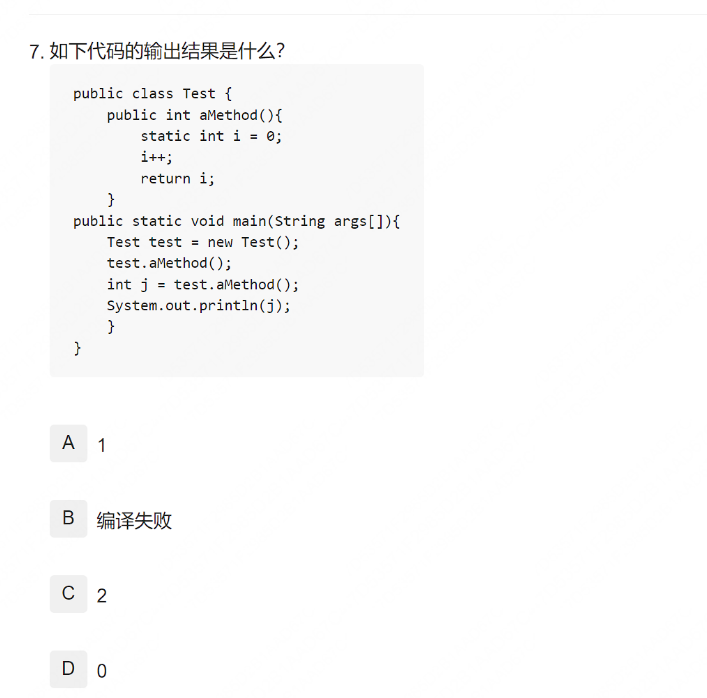 7. 如下代码的输出结果是什么?
public class Test {
    public int aMethod(){
        static int i = 0;
        i++;
        return i;
    }
public static void main(String args[]){
    Test test = new Test();
    test.aMethod();
    int j = test.aMethod();
    System.out.println(j);
    }
}
A 1
B 编译失败
C 2
D 0